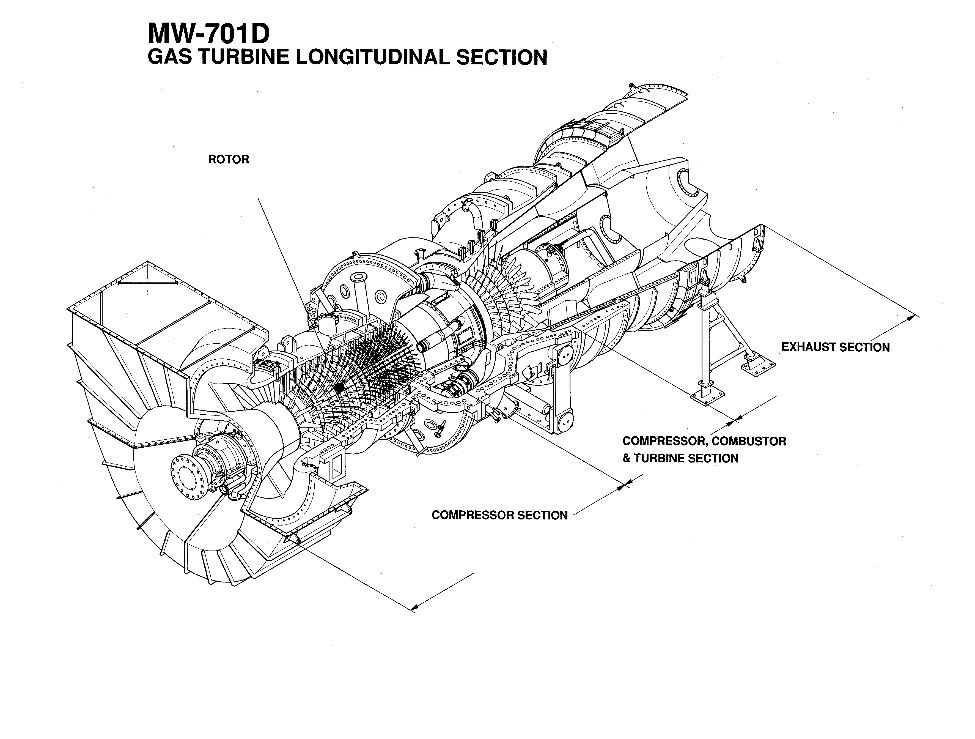 MW-701D
GAS TURBINE LONGITUDINAL SECTION
ROTOR
EXHAUST SECTION
COMPRESSOR, COMBUSTOR
& TURBINE SECTION
COMPRESSOR SECTION